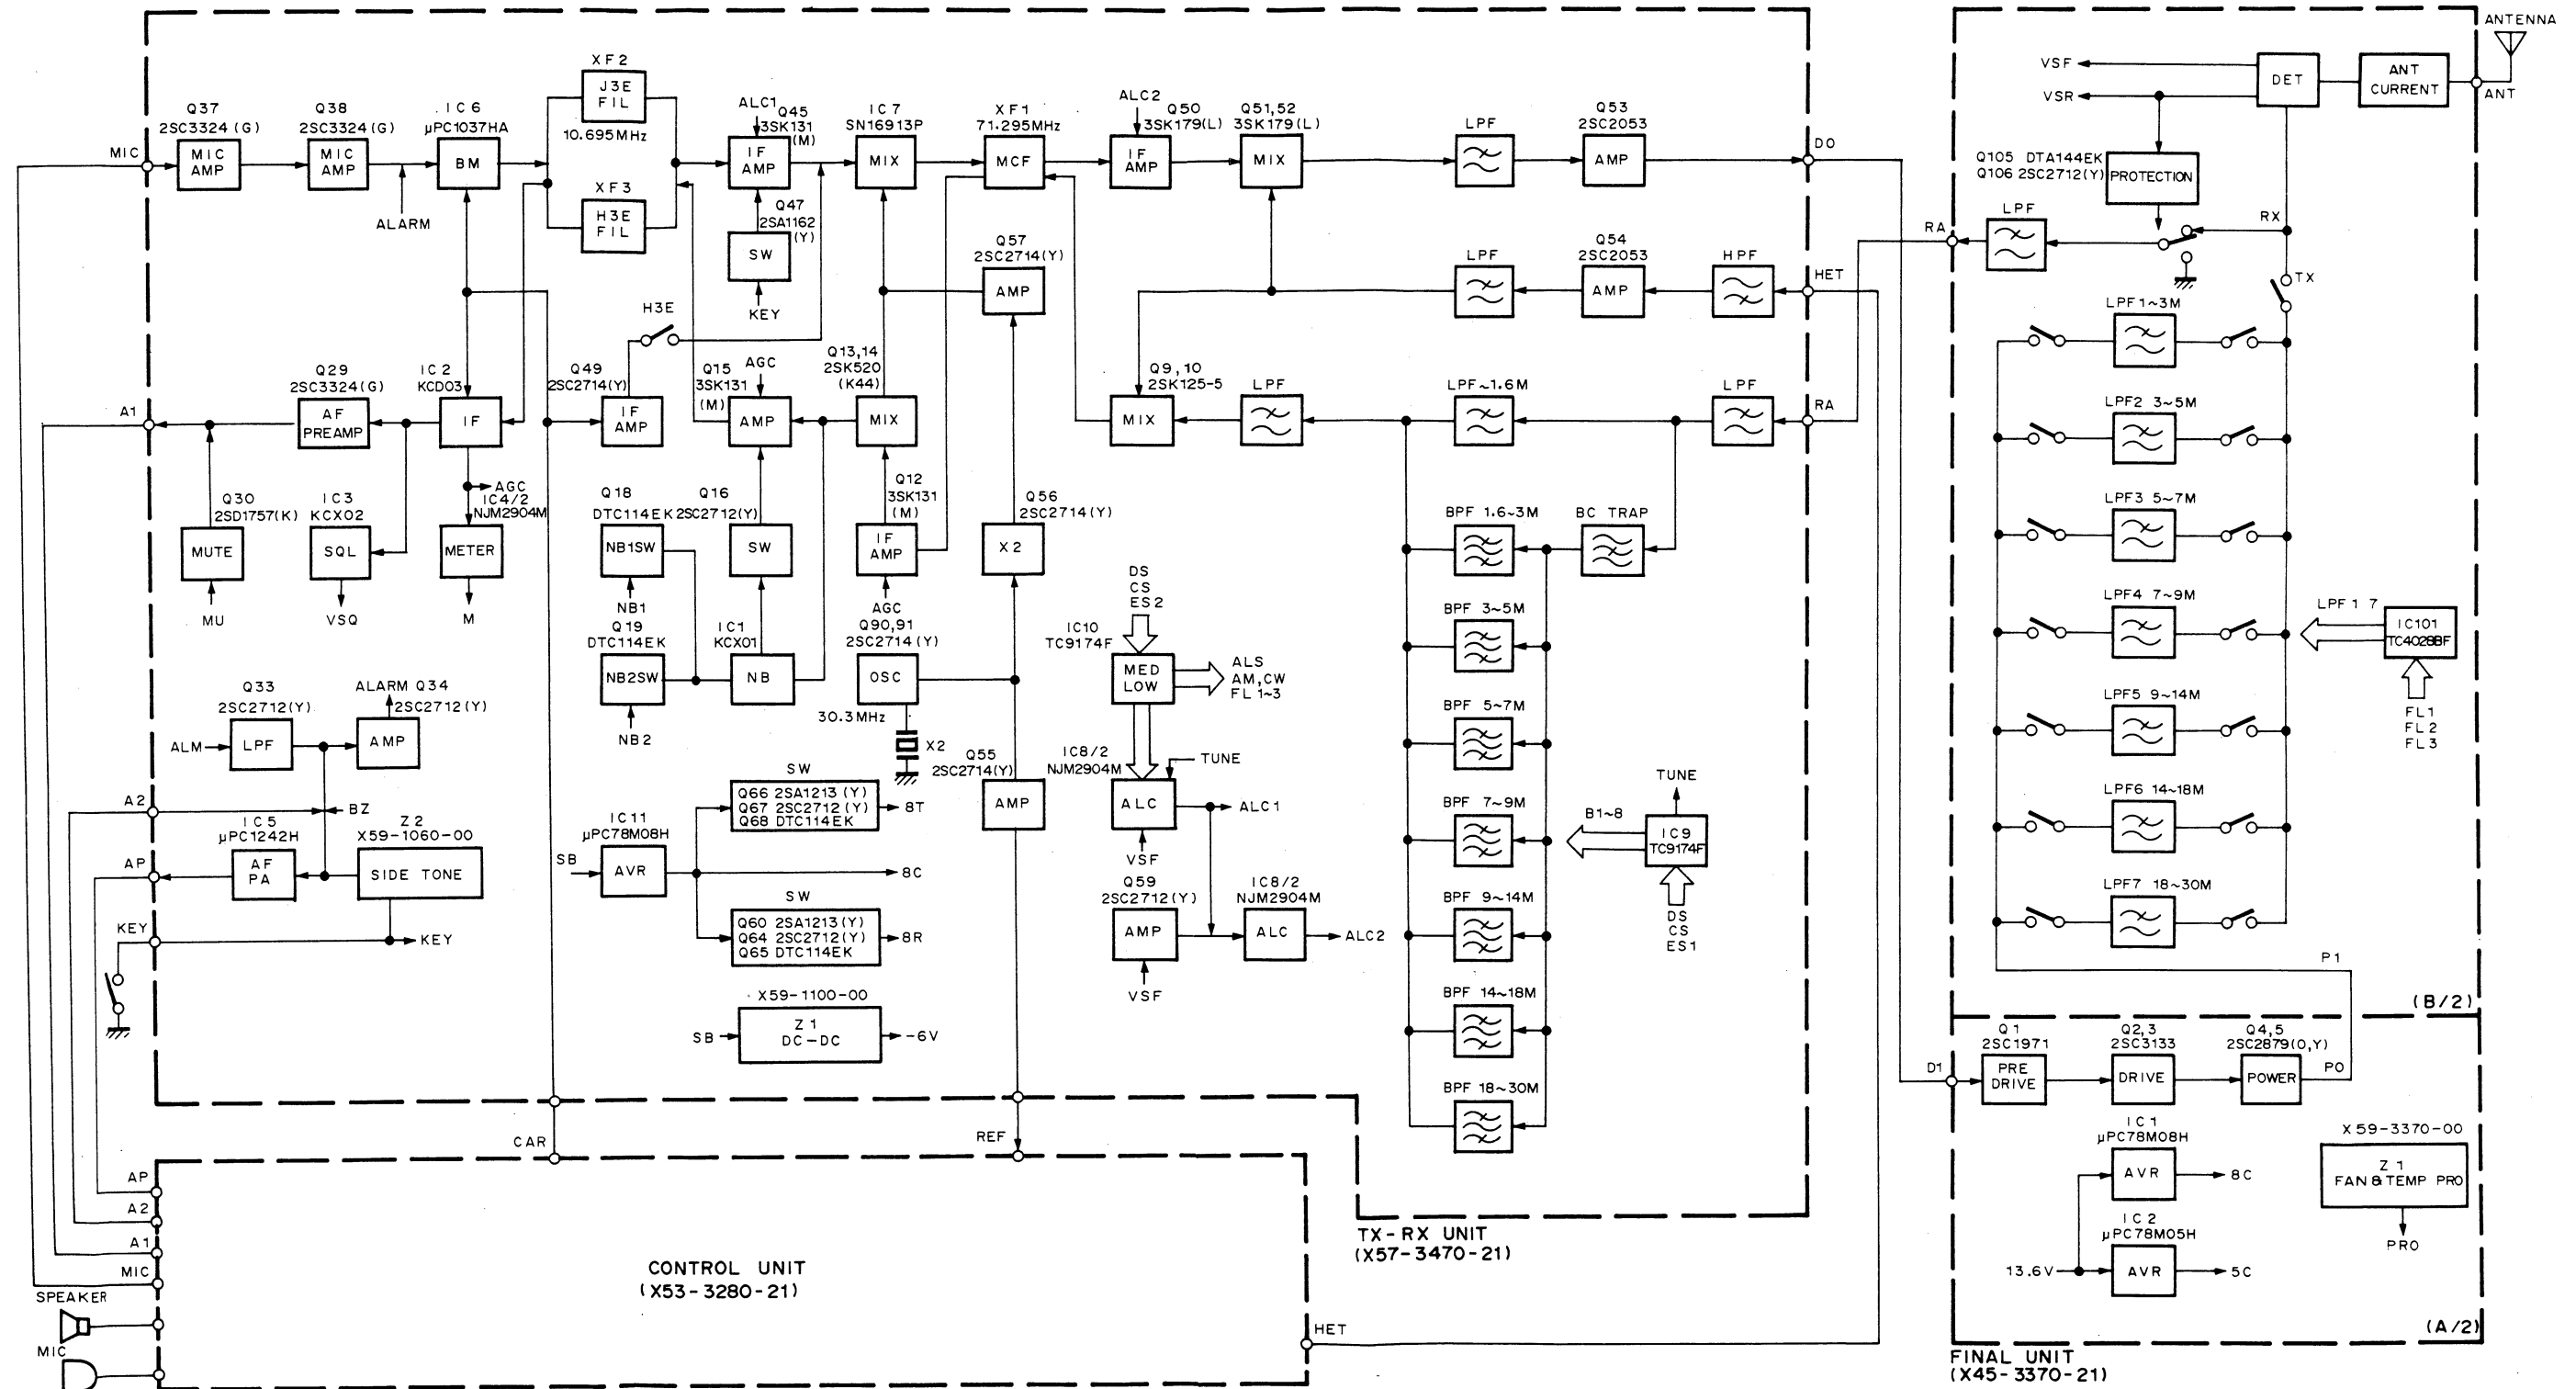 XF2
J3E
FIL
10.695MHz
XF3
H3E
FIL
Q37
2SC3324 (G)
MIC
AMP
Q38
2SC3324(G)
MIC
AMP
IC6
µPC1037HA
BM
MIC
ALARM
ALC1
Q45
3SK131
(M)
IF
AMP
Q47
2SA1162
(Y)
SW
KEY
IC7
SN16913P
MIX
XF1
71.295MHz
MCF
ALC2
Q50
3SK179(L)
IF
AMP
Q51,52
3SK179(L)
MIX
LPF
Q53
2SC2053
AMP
DO
Q57
2SC2714(Y)
AMP
LPF
Q54
2SC2053
AMP
HPF
HET
H3E
A1
Q29
2SC3324(G)
AF
PREAMP
IC2
KCD03
IF
Q49
2SC2714(Y)
IF
AMP
Q15
3SK131
(M)
AGC
AMP
Q13,14
2SK520
(K44)
MIX
Q9,10
2SK125-5
MIX
LPF
LPF~1.6M
LPF
RA
Q30
2SD1757(K)
MUTE
MU
IC3
KCX02
SQL
VSQ
AGC
IC4/2
NJM2904M
METER
M
Q18
DTC114EK
NB1SW
NB1
Q19
DTC114EK
NB2SW
NB2
Q16
2SC2712(Y)
SW
IC1
KCX01
NB
Q12
3SK131
(M)
IF
AMP
AGC
Q90,91
2SC2714 (Y)
OSC
30.3MHz
X2
Q56
2SC2714(Y)
X2
Q55
2SC2714(Y)
AMP
DS
CS
ES2
IC10
TC9174F
MED
LOW
ALS
AM,CW
FL1~3
IC8/2
NJM2904M
TUNE
ALC
ALC1
VSF
Q59
2SC2712(Y)
AMP
VSF
IC8/2
NJM2904M
ALC
ALC2
BPF 1.6~3M
BC TRAP
BPF 3~5M
BPF 5~7M
BPF 7~9M
BPF 9~14M
BPF 14~18M
BPF 18~30M
TUNE
B1~8
IC9
TC9174F
DS
CS
ES1
Q33
2SC2712(Y)
ALM
LPF
ALARM Q34
2SC2712(Y)
AMP
A2
BZ
IC5
µPC1242H
AF
PA
AP
Z2
X59-1060-00
SIDE TONE
KEY
KEY
IC11
µPC78M08H
SB
AVR
SW
Q66 2SA1213 (Y)
Q67 2SC2712 (Y)
Q68 DTC114EK
8T
8C
SW
Q60 2SA1213(Y)
Q64 2SC2712(Y)
Q65 DTC114EK
8R
X59-1100-00
SB
Z1
DC-DC
-6V
CAR
REF
TX-RX UNIT
(X57-3470-21)
AP
A2
A1
MIC
SPEAKER
MIC
CONTROL UNIT
(X53-3280-21)
HET
ANTENNA
ANT
VSF
VSR
DET
ANT
CURRENT
Q105 DTA144EK
Q106 2SC2712(Y)
PROTECTION
RA
LPF
RX
TX
LPF1~3M
LPF2 3~5M
LPF3 5~7M
LPF4 7~9M
LPF5 9~14M
LPF6 14~18M
LPF7 18~30M
LPF1 7
IC101
TC4028BF
FL1
FL2
FL3
P1
(B/2)
D1
Q1
2SC1971
PRE
DRIVE
Q2,3
2SC3133
DRIVE
Q4,5
2SC2879(O,Y)
POWER
PO
IC1
µPC78M08H
AVR
8C
IC2
µPC78M05H
13.6V
AVR
5C
X59-3370-00
Z1
FAN & TEMP PRO
PRO
(A/2)
FINAL UNIT
(X45-3370-21)